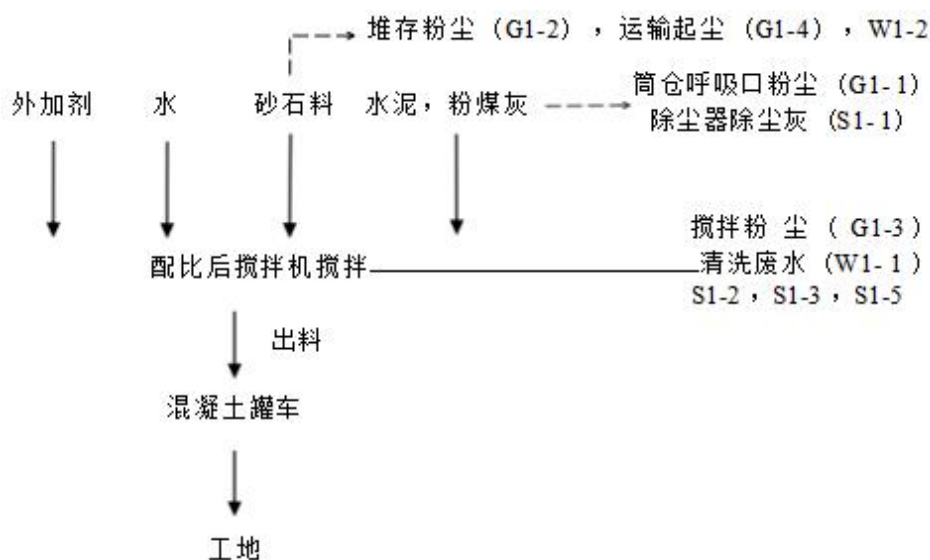 堆存粉尘（G1-2），运输起尘（G1-4），W1-2
筒仓呼吸口粉尘（G1-1）
外加剂 水 砂石料 水泥，粉煤灰
除尘器除尘灰（S1-1）
搅拌粉 尘（ G1-3 ）
配比后搅拌机搅拌 清洗废水（W1-1）
S1-2，S1-3，S1-5
出料
混凝土罐车
工地